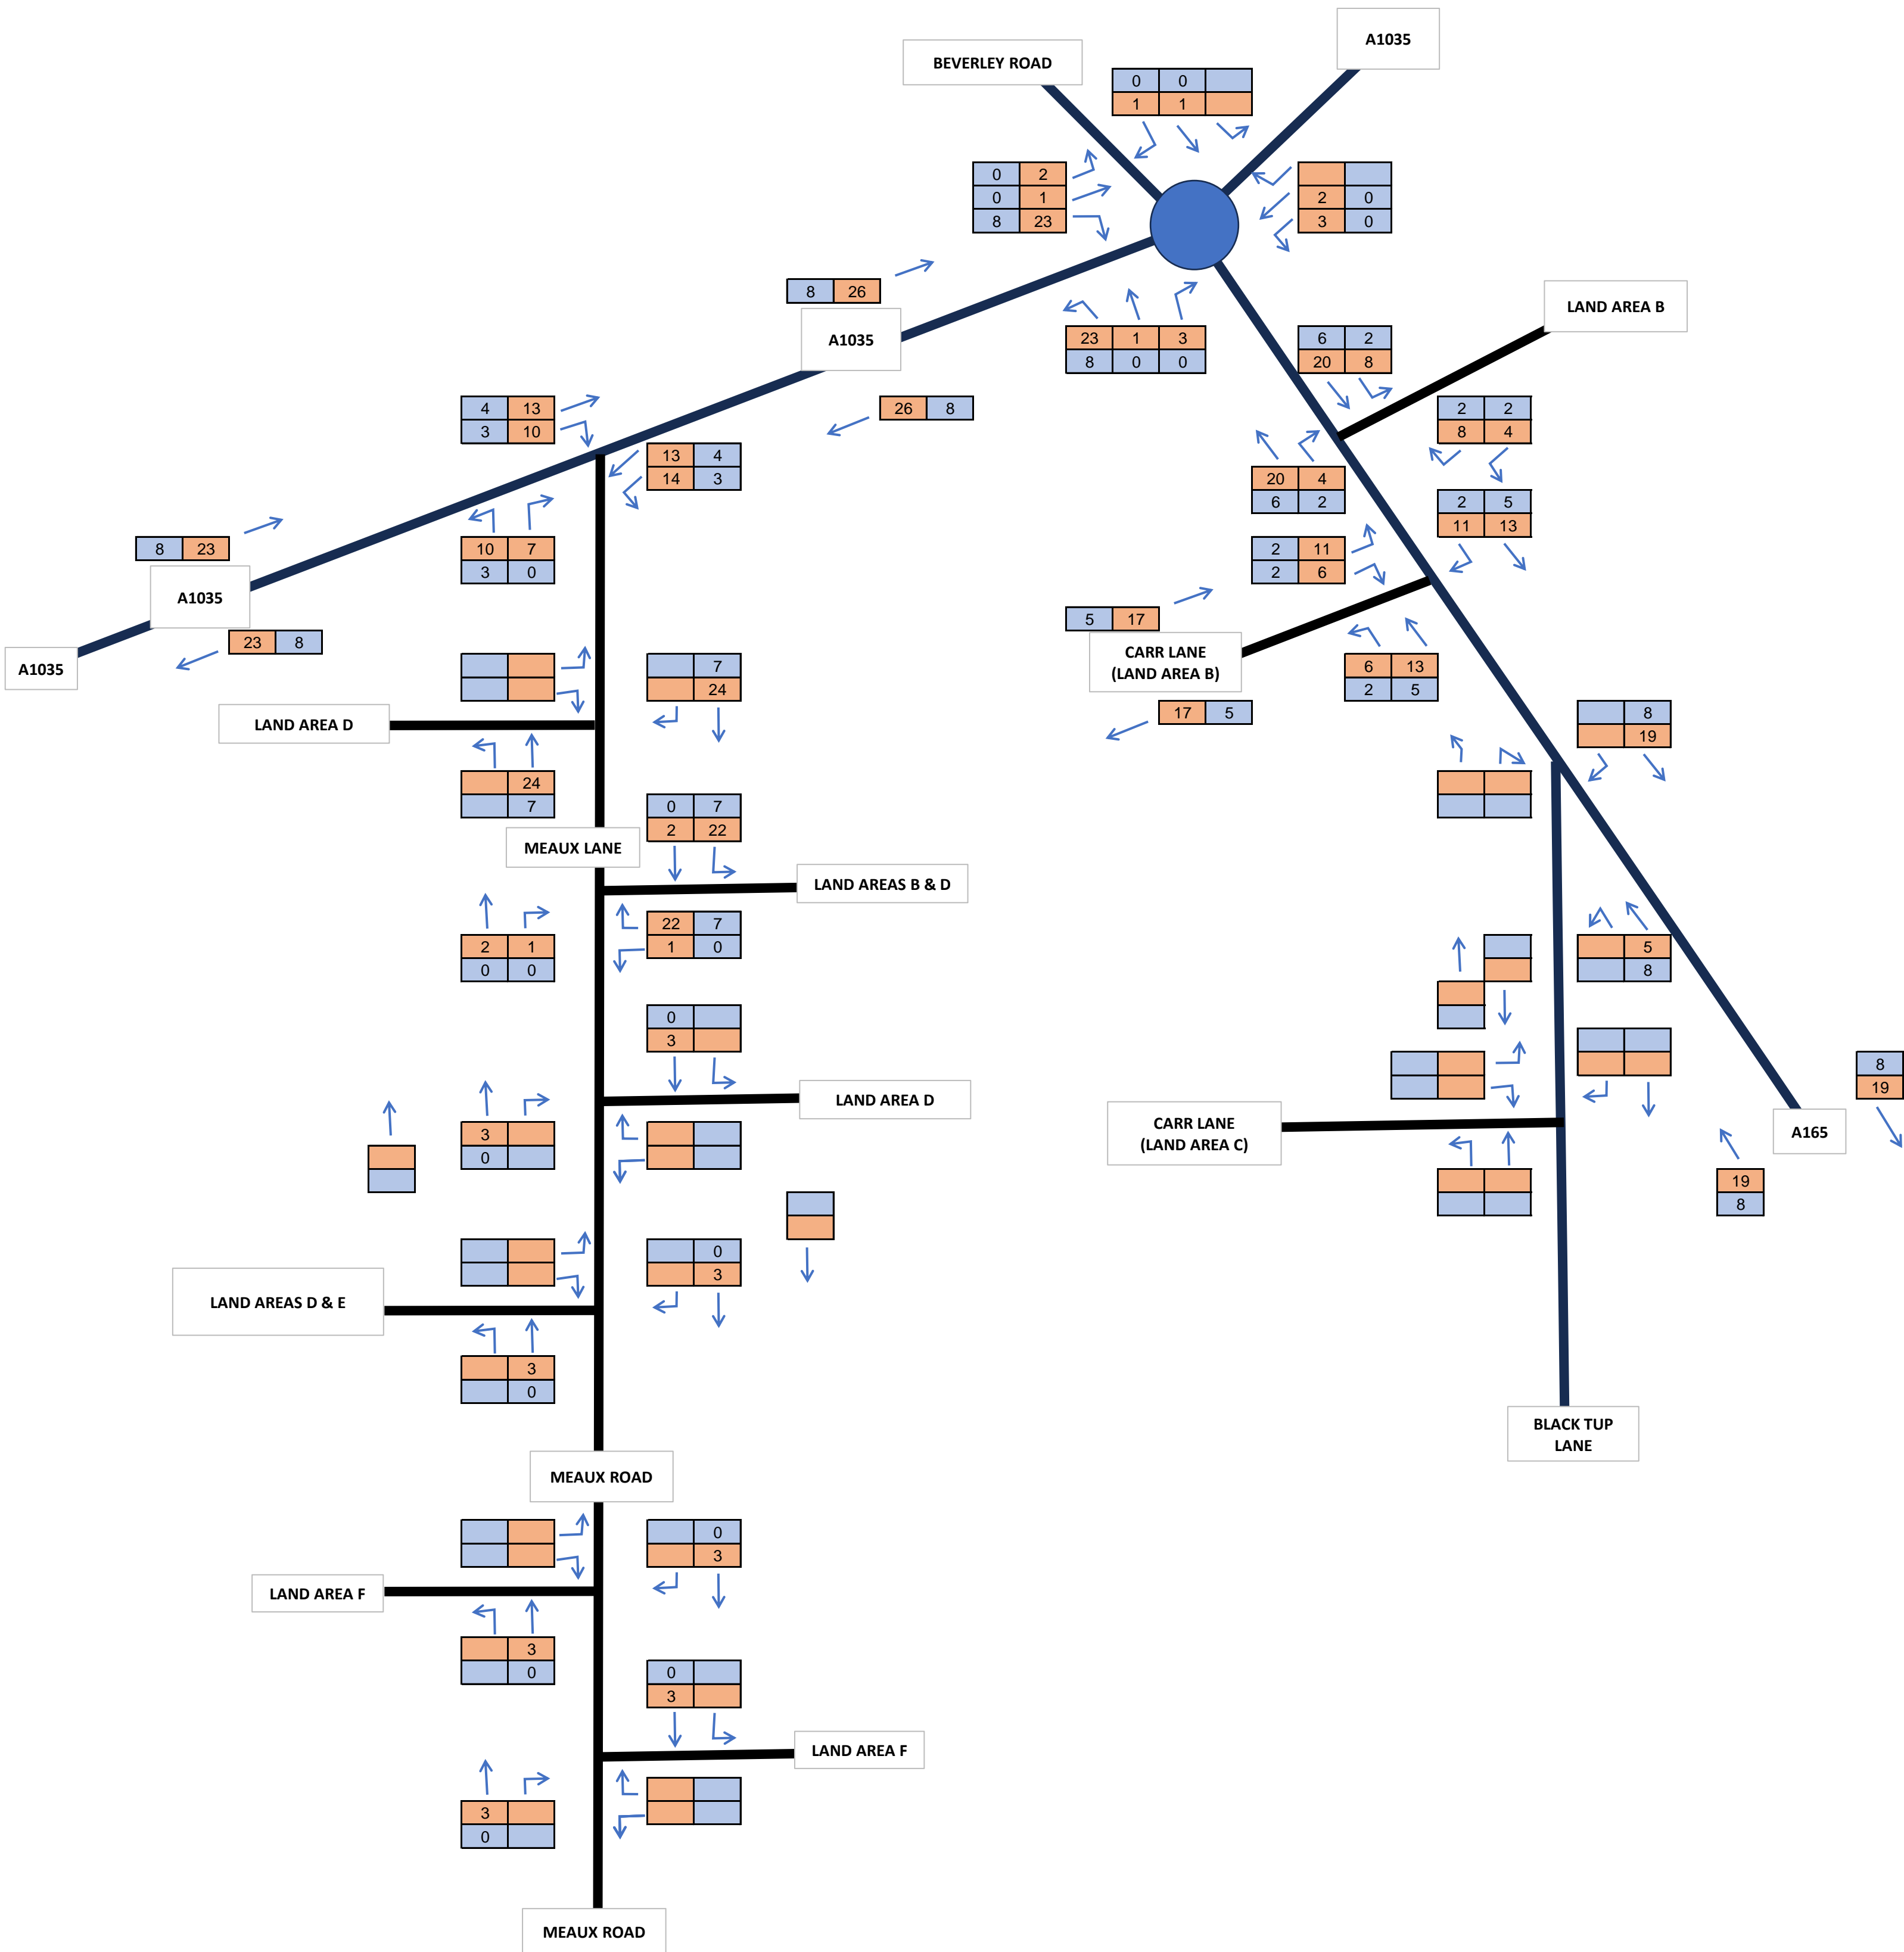 A1035
BEVERLEY ROAD
0 0
1 1
0 2
0 1
8 23
2 0
3 0
8 26
A1035
23 1 3
8 0 0
LAND AREA B
6 2
20 8
4 13
3 10
26 8
2 2
8 4
13 4
14 3
20 4
6 2
2 5
11 13
8 23
10 7
3 0
2 11
2 6
A1035
5 17
23 8
A1035
CARR LANE
(LAND AREA B)
6 13
2 5
7
24
17 5
LAND AREA D
8
19
24
7
0 7
2 22
MEAUX LANE
LAND AREAS B & D
22 7
1 0
2 1
0 0
5
8
0
3
8
19
LAND AREA D
CARR LANE
(LAND AREA C)
A165
3
0
19
8
0
3
LAND AREAS D & E
3
0
BLACK TUP
LANE
MEAUX ROAD
0
3
LAND AREA F
3
0
0
3
LAND AREA F
3
0
MEAUX ROAD